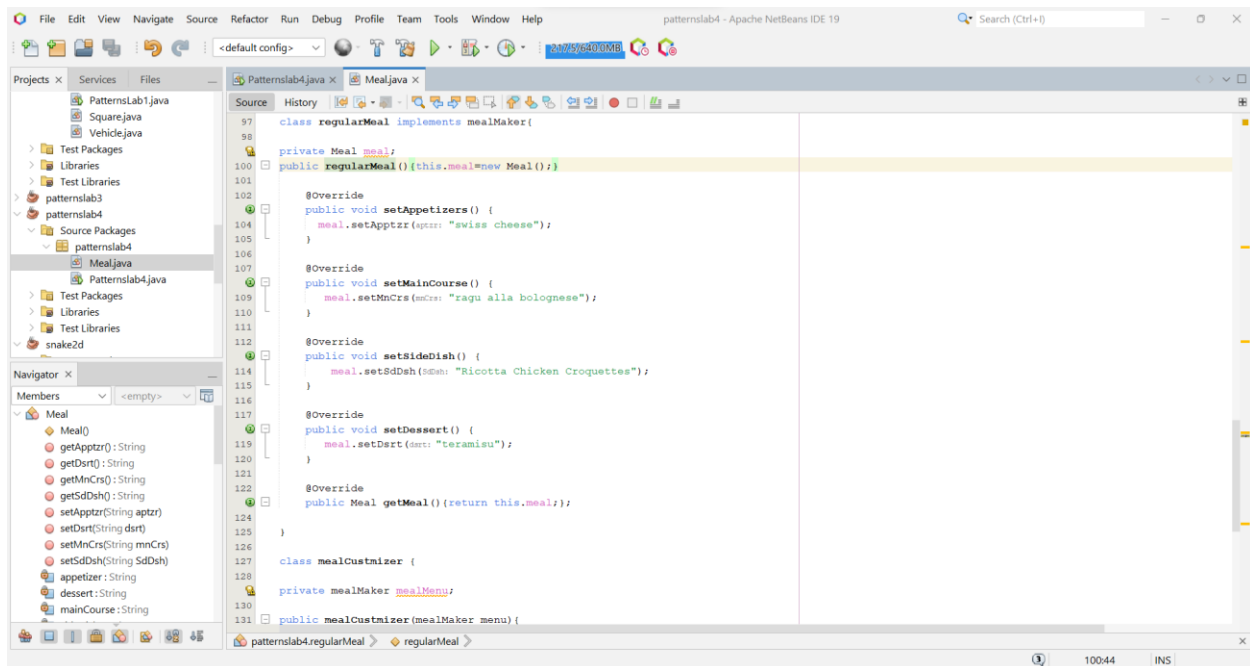 File Edit View Navigate Source Refactor Run Debug Profile Team Tools Window Help patternslab4 - Apache NetBeans IDE 19 Search (Ctrl+I)
<default config> 217.5/640.0MB
Projects Services Files
Patternslab4.java Meal.java
Source History
PatternsLab1.java
Square.java
Vehicle.java
Test Packages
Libraries
Test Libraries
patternslab3
patternslab4
Source Packages
patternslab4
Meal.java
Patternslab4.java
Test Packages
Libraries
Test Libraries
snake2d
Navigator
Members <empty>
Meal
Meal()
getApptzr() : String
getDsrt() : String
getMnCrs() : String
getSdDsh() : String
setApptzr(String aptzr)
setDsrt(String dsrt)
setMnCrs(String mnCrs)
setSdDsh(String SdDsh)
appetizer : String
dessert : String
mainCourse : String
97 class regularMeal implements mealMaker{
98
private Meal meal;
100 public regularMeal(){this.meal=new Meal();}
101
102 @Override
public void setAppetizers() {
104 meal.setApptzr(aptzr: "swiss cheese");
105 }
106
107 @Override
public void setMainCourse() {
109 meal.setMnCrs(mnCrs: "ragu alla bolognese");
110 }
111
112 @Override
public void setSideDish() {
114 meal.setSdDsh(SdDsh: "Ricotta Chicken Croquettes");
115 }
116
117 @Override
public void setDessert() {
119 meal.setDsrt(dsrt: "teramisu");
120 }
121
122 @Override
public Meal getMeal(){return this.meal;};
124
125 }
126
127 class mealCustmizer {
128
private mealMaker mealMenu;
130
131 public mealCustmizer(mealMaker menu){
patternslab4.regularMeal regularMeal
3 100:44 INS